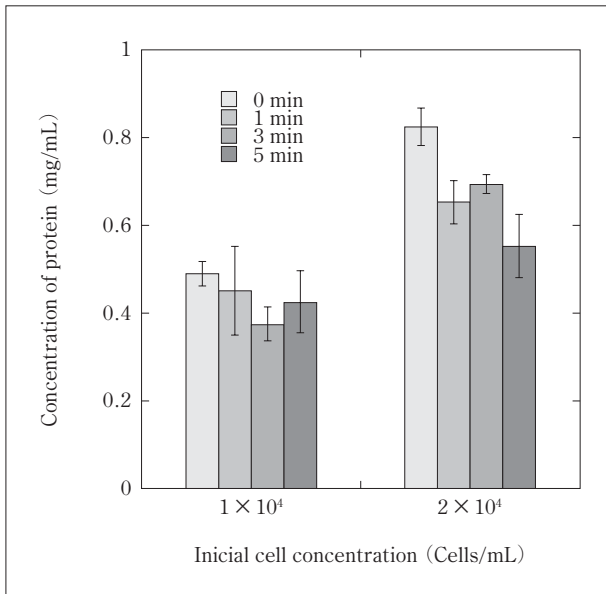 1
0 min
1 min
3 min
5 min
0.8
0.6
0.4
0.2
0
Concentration of protein (mg/mL)
1×10⁴
2×10⁴
Inicial cell concentration (Cells/mL)